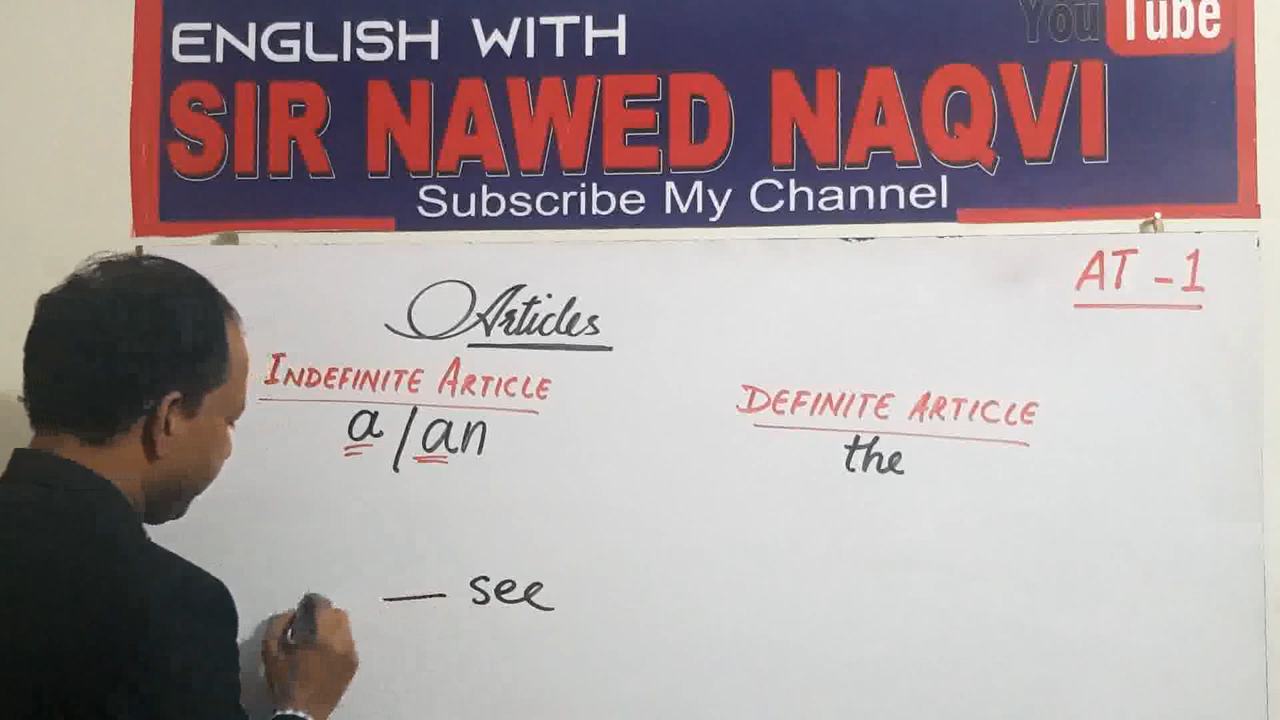 ENGLISH WITH
YouTube
SIR NAWED NAQVI
Subscribe My Channel
AT-1
Articles
INDEFINITE ARTICLE
DEFINITE ARTICLE
a/an
the
— see